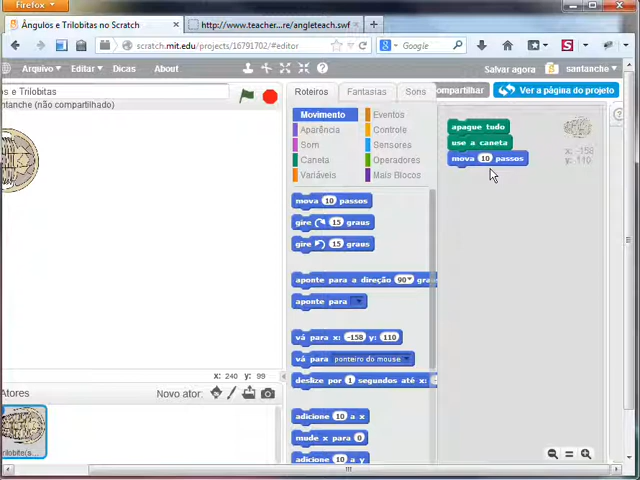 Firefox
Ângulos e Trilobitas no Scratch
http://www.teacher...re/angleteach.swf
scratch.mit.edu/projects/16791702/#editor
Google
Arquivo Editar Dicas About
Salvar agora santanche
s e Trilobitas
santanche (não compartilhado)
Roteiros Fantasias Sons
ompartilhar
Ver a página do projeto
Movimento
Aparência
Som
Caneta
Variáveis
Eventos
Controle
Sensores
Operadores
Mais Blocos
mova 10 passos
gire 15 graus
gire 15 graus
aponte para a direção 90 gra
aponte para
vá para x: -158 y: 110
vá para ponteiro do mouse
deslize por 1 segundos até x:
adicione 10 a x
mude x para 0
adicione 10 a y
apague tudo
use a caneta
mova 10 passos
x: -158
y: 110
x: 240 y: 99
Atores
Novo ator:
rilobite(s...